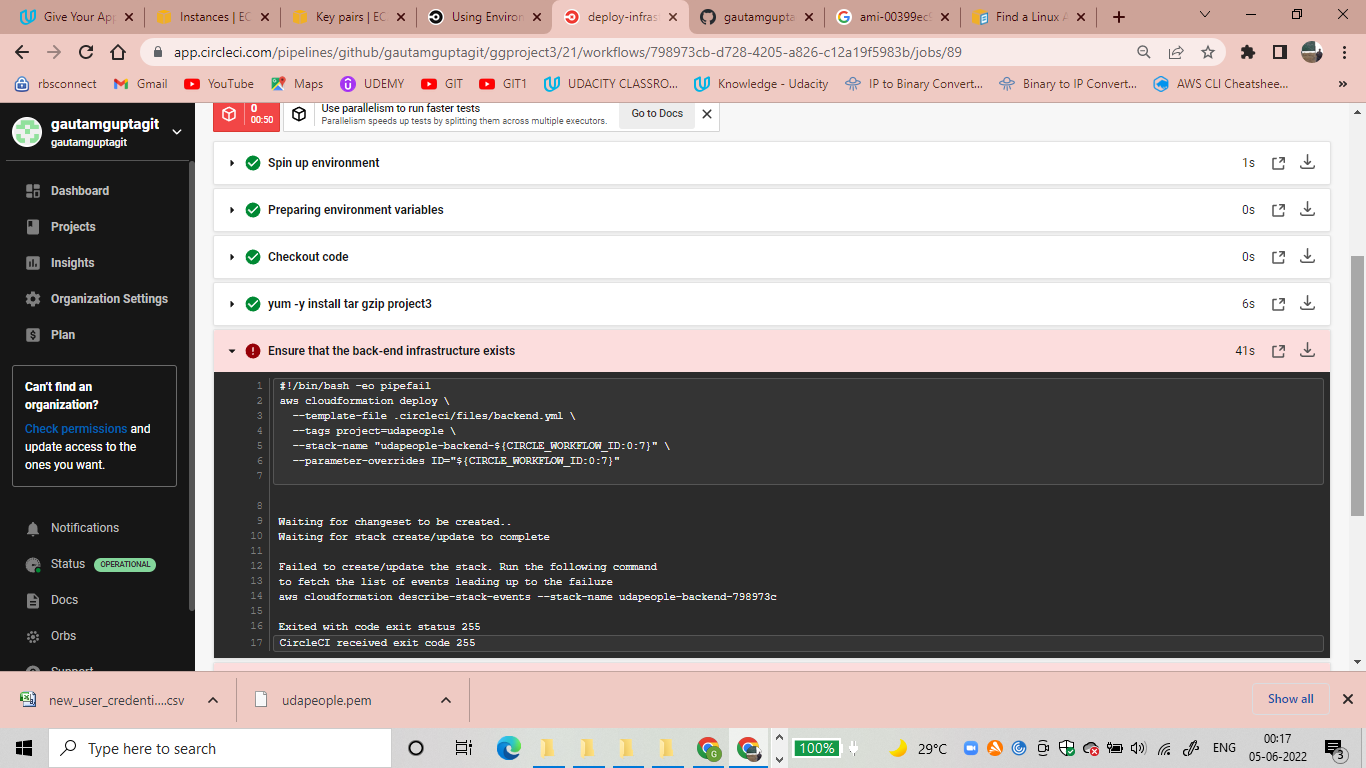 Give Your App
Instances | EC
Key pairs | EC
Using Environ
deploy-infras
gautamgupta
ami-00399ec
Find a Linux A
app.circleci.com/pipelines/github/gautamguptagit/ggproject3/21/workflows/798973cb-d728-4205-a826-c12a19f5983b/jobs/89
rbsconnect
Gmail
YouTube
Maps
UDEMY
GIT
GIT1
UDACITY CLASSRO...
Knowledge - Udacity
IP to Binary Convert...
Binary to IP Convert...
AWS CLI Cheatshee...
»
gautamguptagit
gautamguptagit
Dashboard
Projects
Insights
Organization Settings
Plan
Can't find an
organization?
Check permissions and
update access to the
ones you want.
Notifications
Status OPERATIONAL
Docs
Orbs
Support
0
00:50
Use parallelism to run faster tests
Parallelism speeds up tests by splitting them across multiple executors.
Go to Docs
Spin up environment 1s
Preparing environment variables 0s
Checkout code 0s
yum -y install tar gzip project3 6s
Ensure that the back-end infrastructure exists 41s
1 #!/bin/bash -eo pipefail
2 aws cloudformation deploy \
3 --template-file .circleci/files/backend.yml \
4 --tags project=udapeople \
5 --stack-name "udapeople-backend-${CIRCLE_WORKFLOW_ID:0:7}" \
6 --parameter-overrides ID="${CIRCLE_WORKFLOW_ID:0:7}"
7
8
9 Waiting for changeset to be created..
10 Waiting for stack create/update to complete
11
12 Failed to create/update the stack. Run the following command
13 to fetch the list of events leading up to the failure
14 aws cloudformation describe-stack-events --stack-name udapeople-backend-798973c
15
16 Exited with code exit status 255
17 CircleCI received exit code 255
new_user_credenti....csv
udapeople.pem
Show all
Type here to search
G
100%
29°C
ENG
00:17
05-06-2022
3